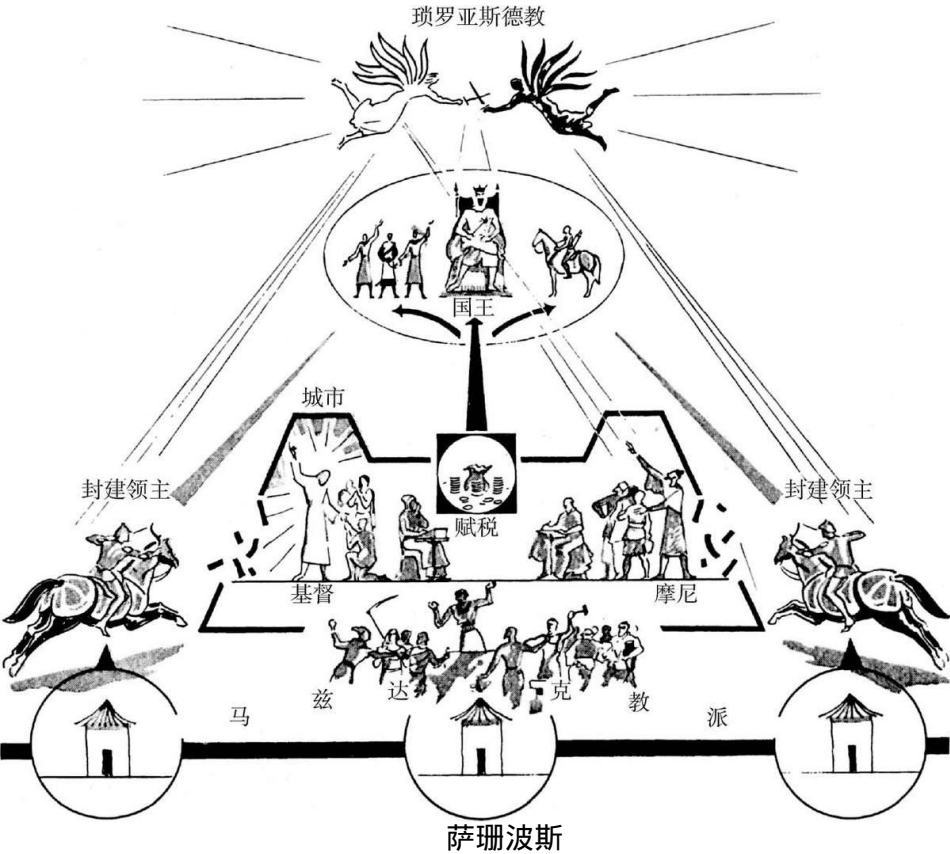 琐罗亚斯德教
国王
城市
封建领主
封建领主
赋税
基督
摩尼
马兹达克教派
萨珊波斯